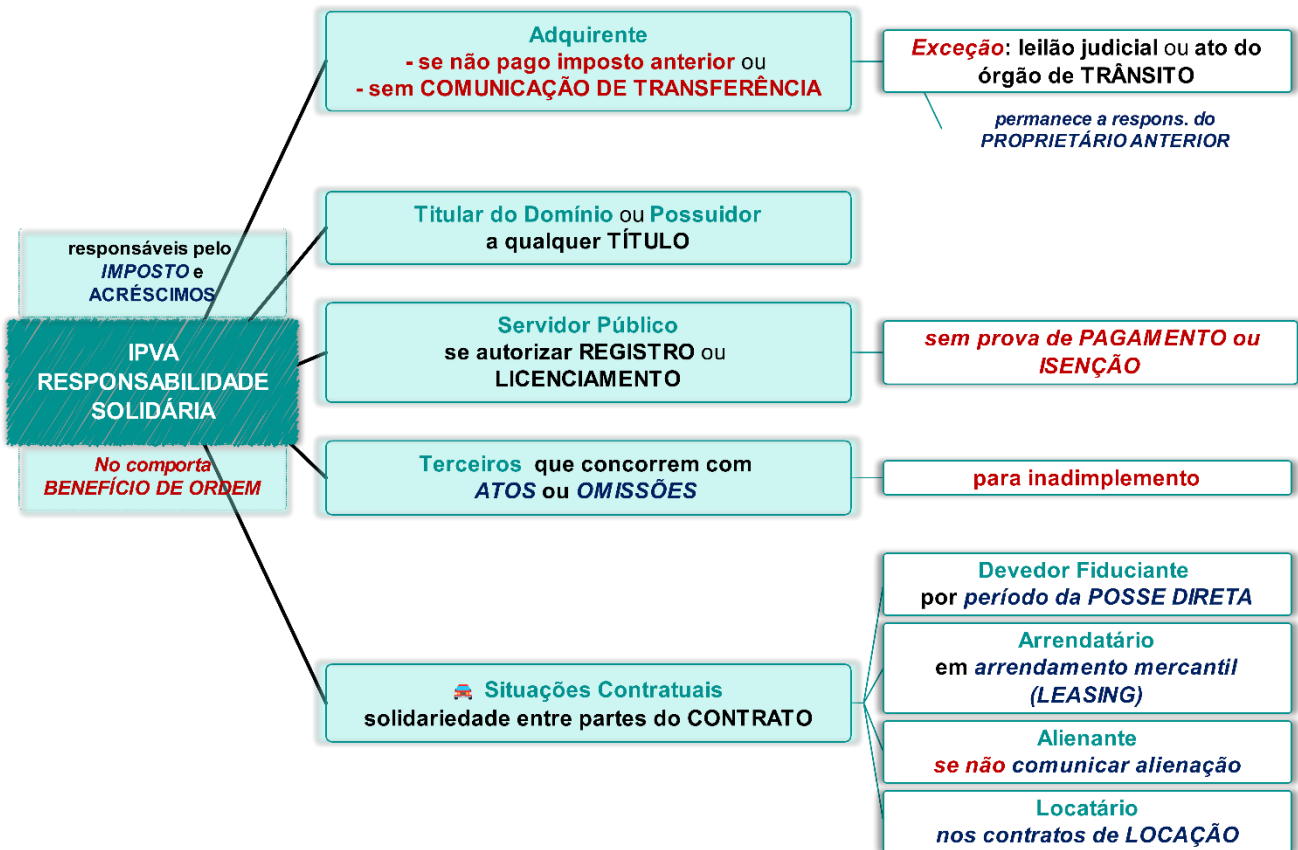 responsáveis pelo
IMPOSTO e
ACRÉSCIMOS
IPVA
RESPONSABILIDADE
SOLIDÁRIA
No comporta
BENEFÍCIO DE ORDEM
Adquirente
- se não pago imposto anterior ou
- sem COMUNICAÇÃO DE TRANSFERÊNCIA
Exceção: leilão judicial ou ato do
órgão de TRÂNSITO
permanece a respons. do
PROPRIETÁRIO ANTERIOR
Titular do Domínio ou Possuidor
a qualquer TÍTULO
Servidor Público
se autorizar REGISTRO ou
LICENCIAMENTO
sem prova de PAGAMENTO ou
ISENÇÃO
Terceiros que concorrem com
ATOS ou OMISSÕES
para inadimplemento
Situações Contratuais
solidariedade entre partes do CONTRATO
Devedor Fiduciante
por período da POSSE DIRETA
Arrendatário
em arrendamento mercantil
(LEASING)
Alienante
se não comunicar alienação
Locatário
nos contratos de LOCAÇÃO